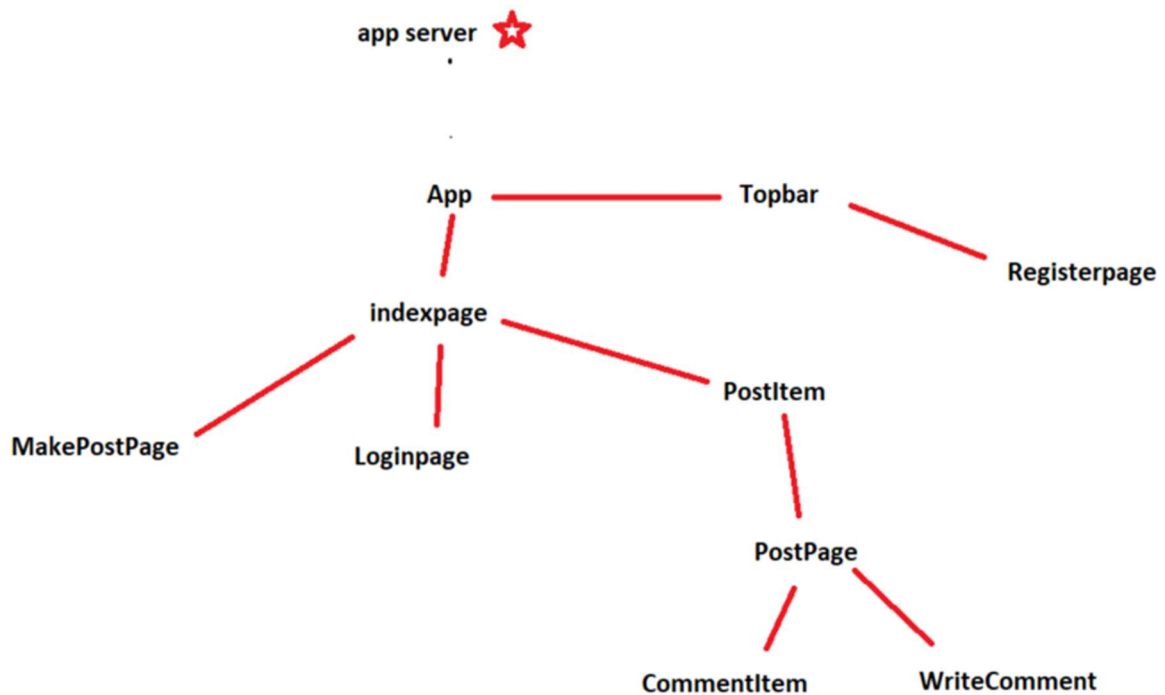 app server
App
Topbar
Registerpage
indexpage
PostItem
MakePostPage
Loginpage
PostPage
CommentItem
WriteComment